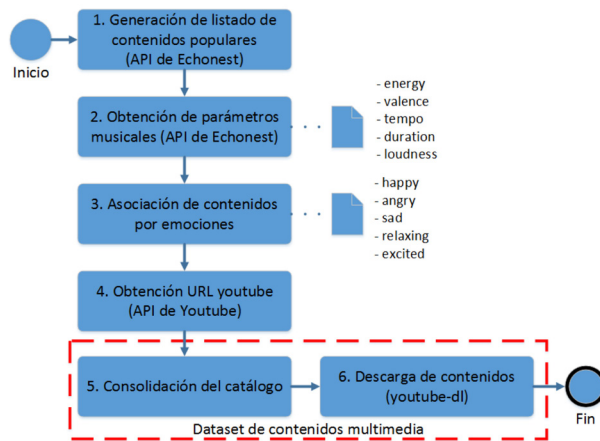 Inicio
1. Generación de listado de
contenidos populares
(API de Echonest)
2. Obtención de parámetros
musicales (API de Echonest)
- energy
- valence
- tempo
- duration
- loudness
3. Asociación de contenidos
por emociones
- happy
- angry
- sad
- relaxing
- excited
4. Obtención URL youtube
(API de Youtube)
5. Consolidación del catálogo
6. Descarga de contenidos
(youtube-dl)
Fin
Dataset de contenidos multimedia